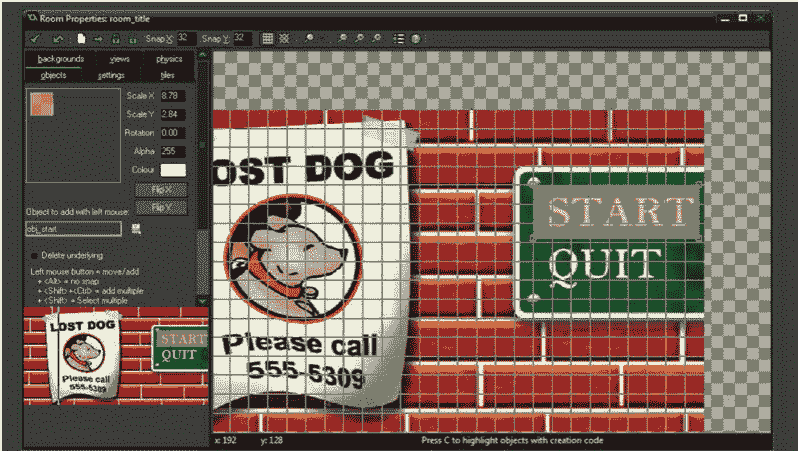 Room Properties: room_title
Snap X 32 Snap Y 32
backgrounds views physics
objects settings tiles
Scale X 8.78
Scale Y 2.84
Rotation 0.00
Alpha 255
Colour
Flip X
Flip Y
Object to add with left mouse:
obj_start
Delete underlying
Left mouse button = move/add
+ <Alt> = no snap
+ <Shift>+<Ctrl> = add multiple
+ <Shift> = Select multiple
LOST DOG
START
QUIT
Please call
555-5309
LOST DOG
Please call
555-5309
START
QUIT
x: 192 y: 128 Press C to highlight objects with creation code